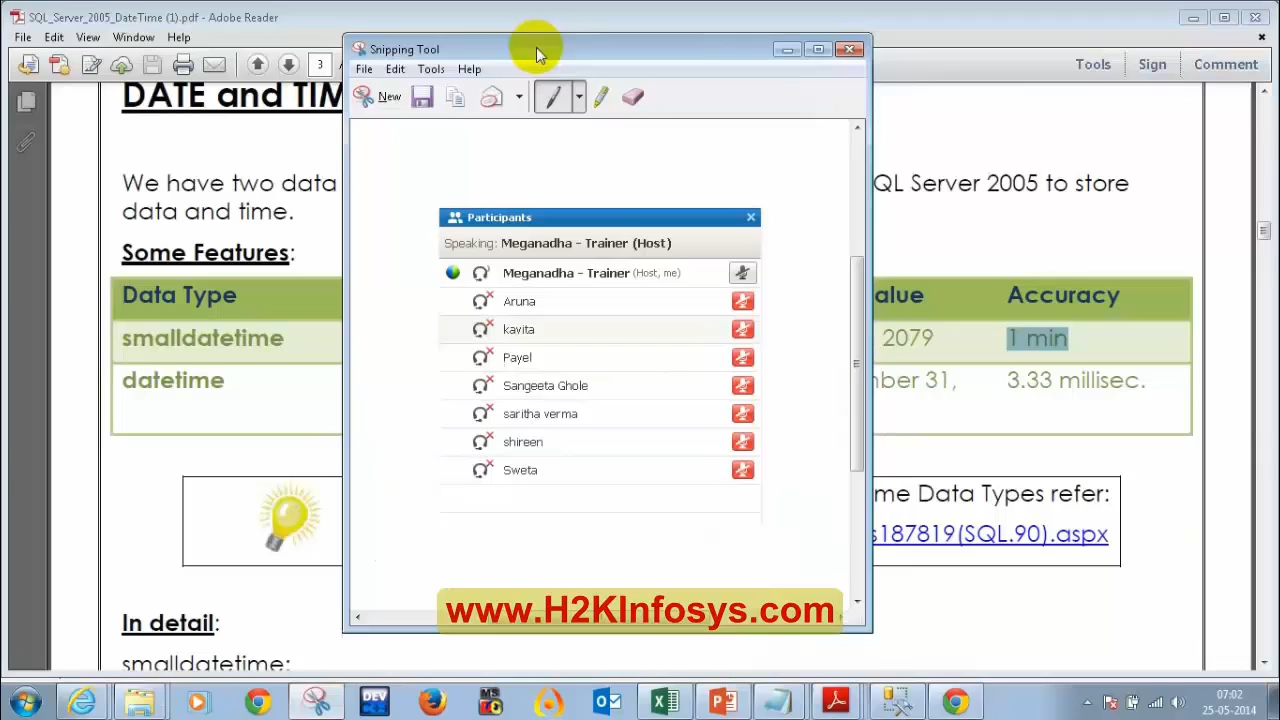 SQL_Server_2005_DateTime (1).pdf - Adobe Reader
File Edit View Window Help
3
Tools Sign Comment
Snipping Tool
File Edit Tools Help
New
DATE and TIM
We have two data
QL Server 2005 to store
data and time.
Some Features:
Data Type
alue
Accuracy
smalldatetime
2079
1 min
datetime
ber 31,
3.33 millisec.
Participants
Speaking: Meganadha - Trainer (Host)
Meganadha - Trainer (Host, me)
Aruna
kavita
Payel
Sangeeta Ghole
saritha verma
shireen
Sweta
me Data Types refer:
s187819(SQL.90).aspx
www.H2KInfosys.com
In detail:
smalldatetime:
DEV
MS
07:02
25-05-2014